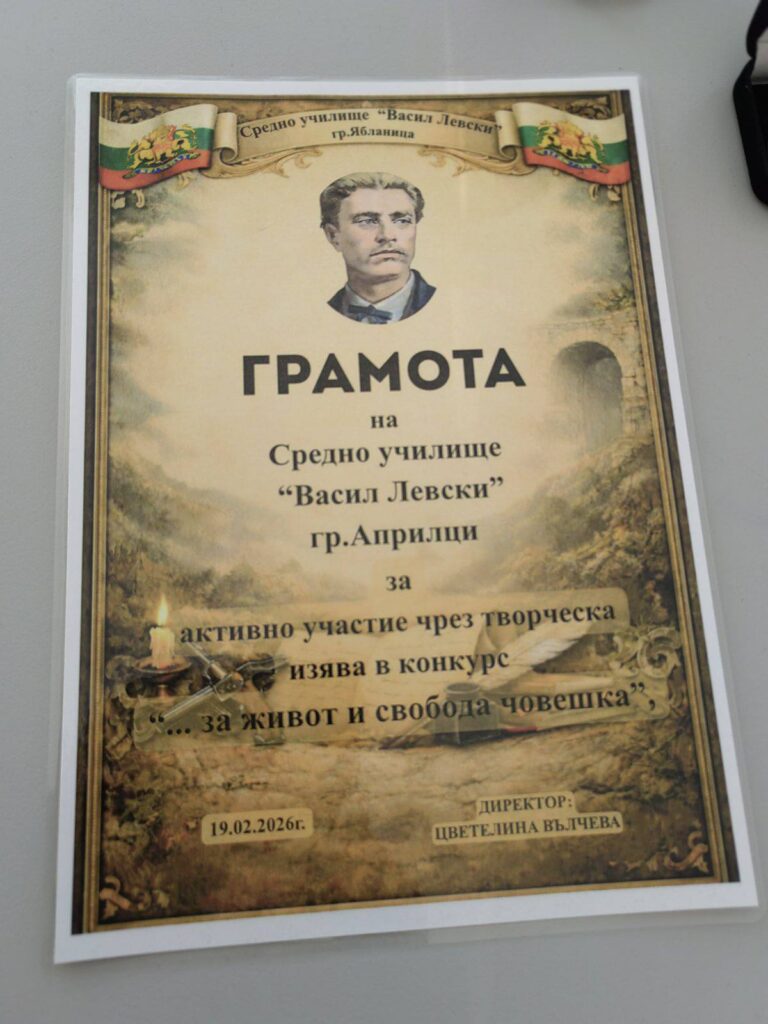 Средно училище "Васил Левски"
гр.Ябланица
ГРАМОТА
на
Средно училище
“Васил Левски”
гр.Априлци
за
активно участие чрез творческа
изява в конкурс
“... за живот и свобода човешка”,
19.02.2026г.
ДИРЕКТОР:
ЦВЕТЕЛИНА ВЪЛЧЕВА